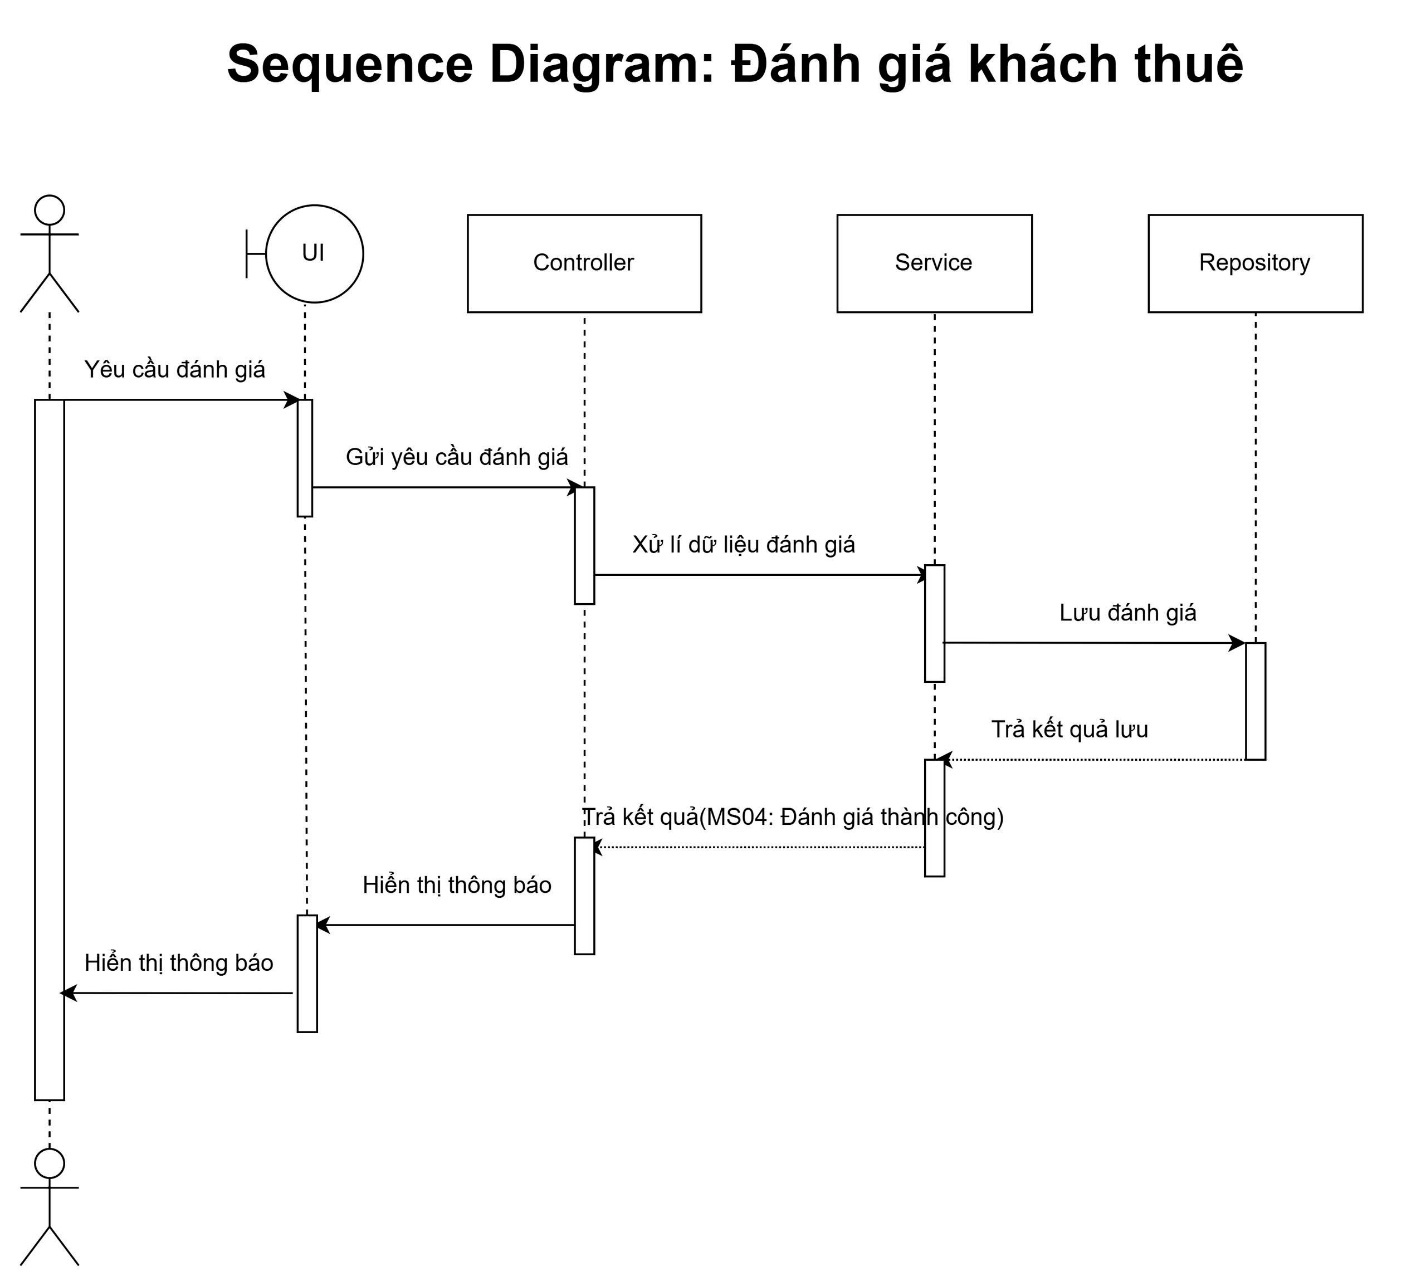 Sequence Diagram: Đánh giá khách thuê
UI
Controller
Service
Repository
Yêu cầu đánh giá
Gửi yêu cầu đánh giá
Xử lí dữ liệu đánh giá
Lưu đánh giá
Trả kết quả lưu
Trả kết quả(MS04: Đánh giá thành công)
Hiển thị thông báo
Hiển thị thông báo